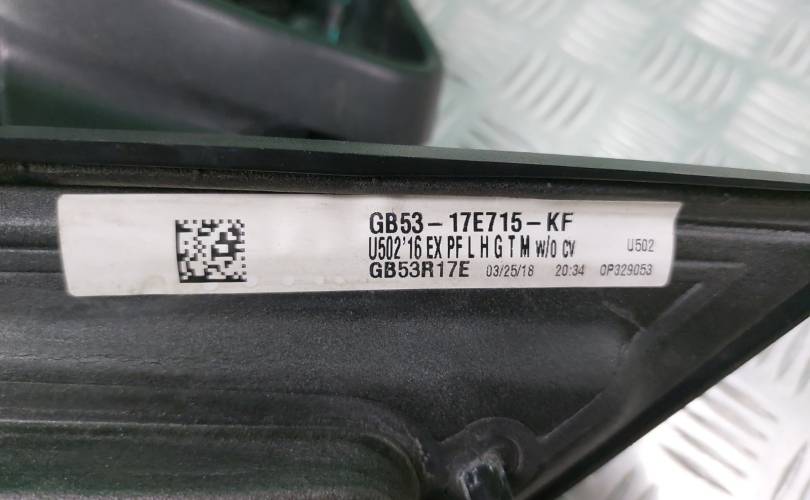 GB53-17E715-KF
U502'16 EX PF L H G T M w/o cv U502
GB53R17E 03/25/18 20:34 0P329053